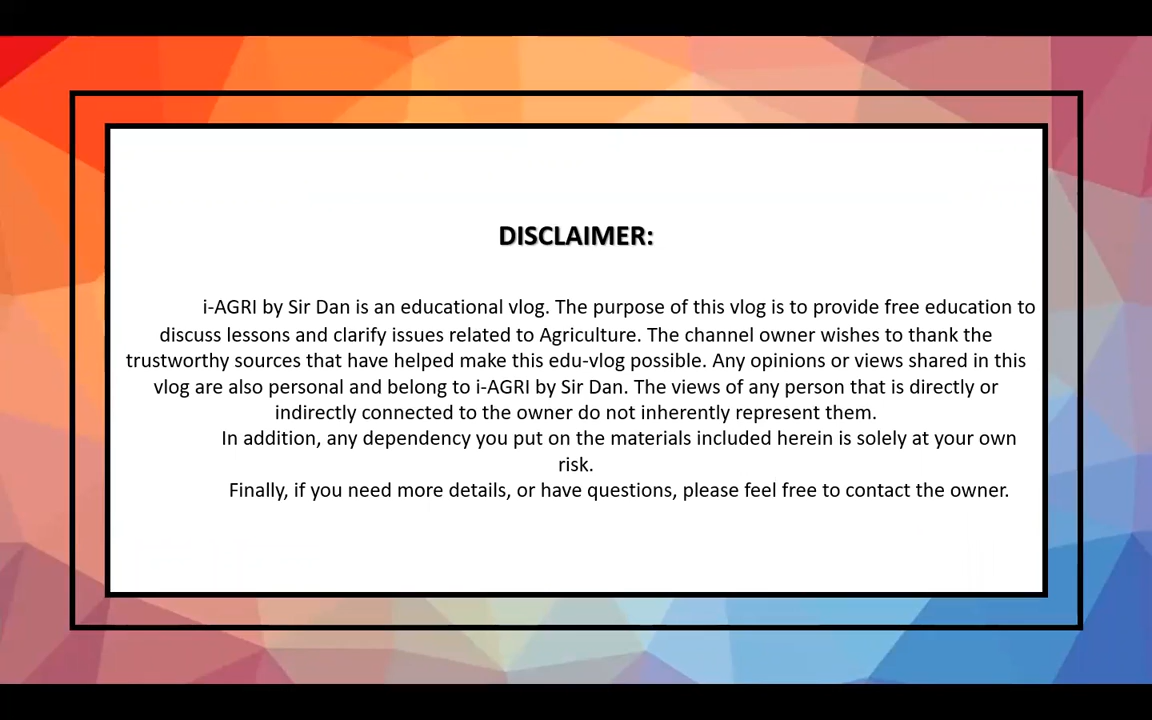 DISCLAIMER:
i-AGRI by Sir Dan is an educational vlog. The purpose of this vlog is to provide free education to
discuss lessons and clarify issues related to Agriculture. The channel owner wishes to thank the
trustworthy sources that have helped make this edu-vlog possible. Any opinions or views shared in this
vlog are also personal and belong to i-AGRI by Sir Dan. The views of any person that is directly or
indirectly connected to the owner do not inherently represent them.
In addition, any dependency you put on the materials included herein is solely at your own
risk.
Finally, if you need more details, or have questions, please feel free to contact the owner.